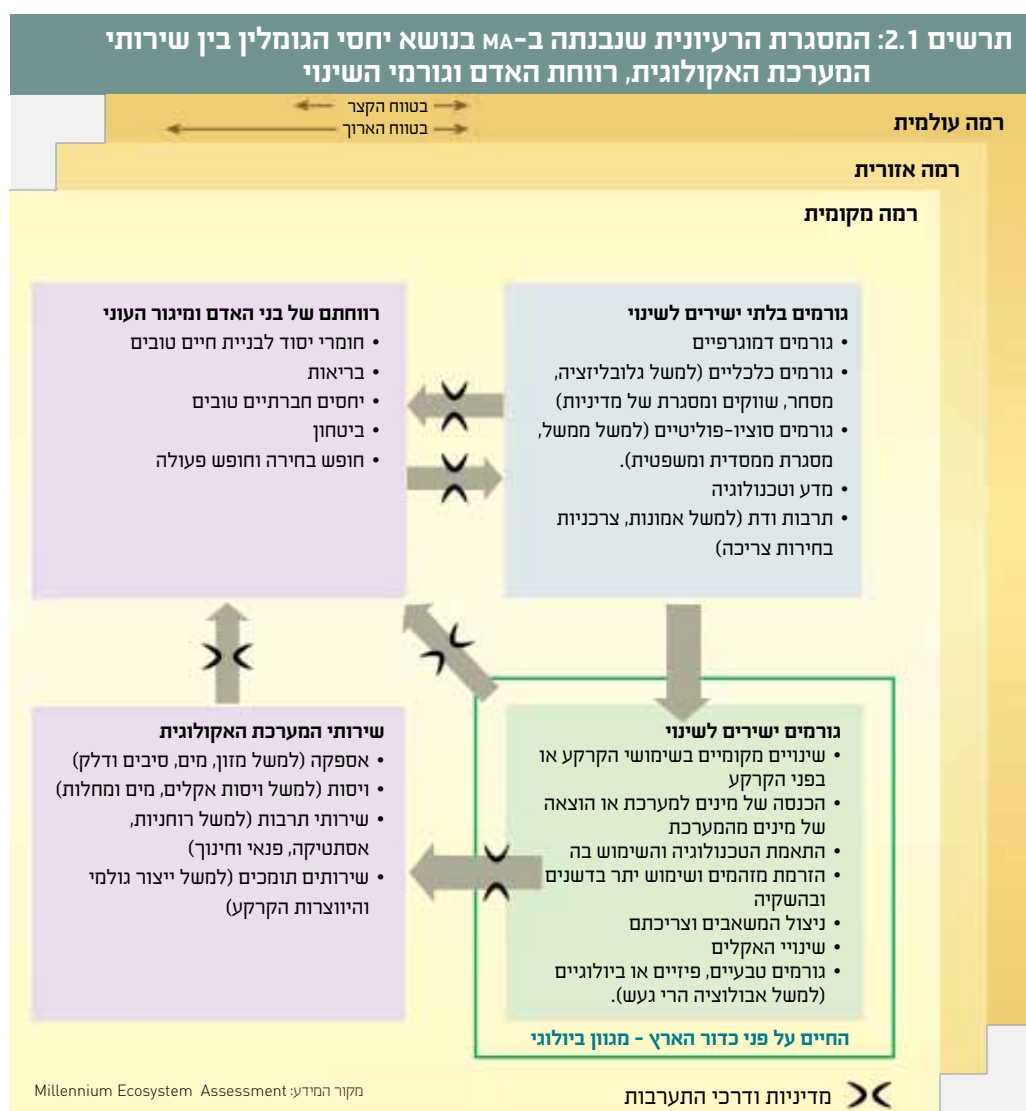 תרשים 2.1: המסגרת הרעיונית שנבנתה ב-MA בנושא יחסי הגומלין בין שירותי
המערכת האקולוגית, רווחת האדם וגורמי השינוי
בטווח הקצר
בטווח הארוך
רמה עולמית
רמה אזורית
רמה מקומית
גורמים בלתי ישירים לשינוי
• גורמים דמוגרפיים
• גורמים כלכליים (למשל גלובליזציה,
מסחר, שווקים ומסגרת של מדיניות)
• גורמים סוציו-פוליטיים (למשל ממשל,
מסגרת ממסדית ומשפטית).
• מדע וטכנולוגיה
• תרבות ודת (למשל אמונות, צרכניות
בחירות צריכה)
רווחתם של בני האדם ומיגור העוני
• חומרי יסוד לבניית חיים טובים
• בריאות
• יחסים חברתיים טובים
• ביטחון
• חופש בחירה וחופש פעולה
גורמים ישירים לשינוי
• שינויים מקומיים בשימושי הקרקע או
בפני הקרקע
• הכנסה של מינים למערכת או הוצאה
של מינים מהמערכת
• התאמת הטכנולוגיה והשימוש בה
• הזרמת מזהמים ושימוש יתר בדשנים
ובהשקיה
• ניצול המשאבים וצריכתם
• שינויי האקלים
• גורמים טבעיים, פיזיים או ביולוגיים
(למשל אבולוציה הרי געש).
החיים על פני כדור הארץ - מגוון ביולוגי
שירותי המערכת האקולוגית
• אספקה (למשל מזון, מים, סיבים ודלק)
• ויסות (למשל ויסות אקלים, מים ומחלות)
• שירותי תרבות (למשל רוחניות,
אסתטיקה, פנאי וחינוך)
• שירותים תומכים (למשל ייצור גולמי
והיווצרות הקרקע)
מדיניות ודרכי התערבות
מקור המידע: Millennium Ecosystem Assessment